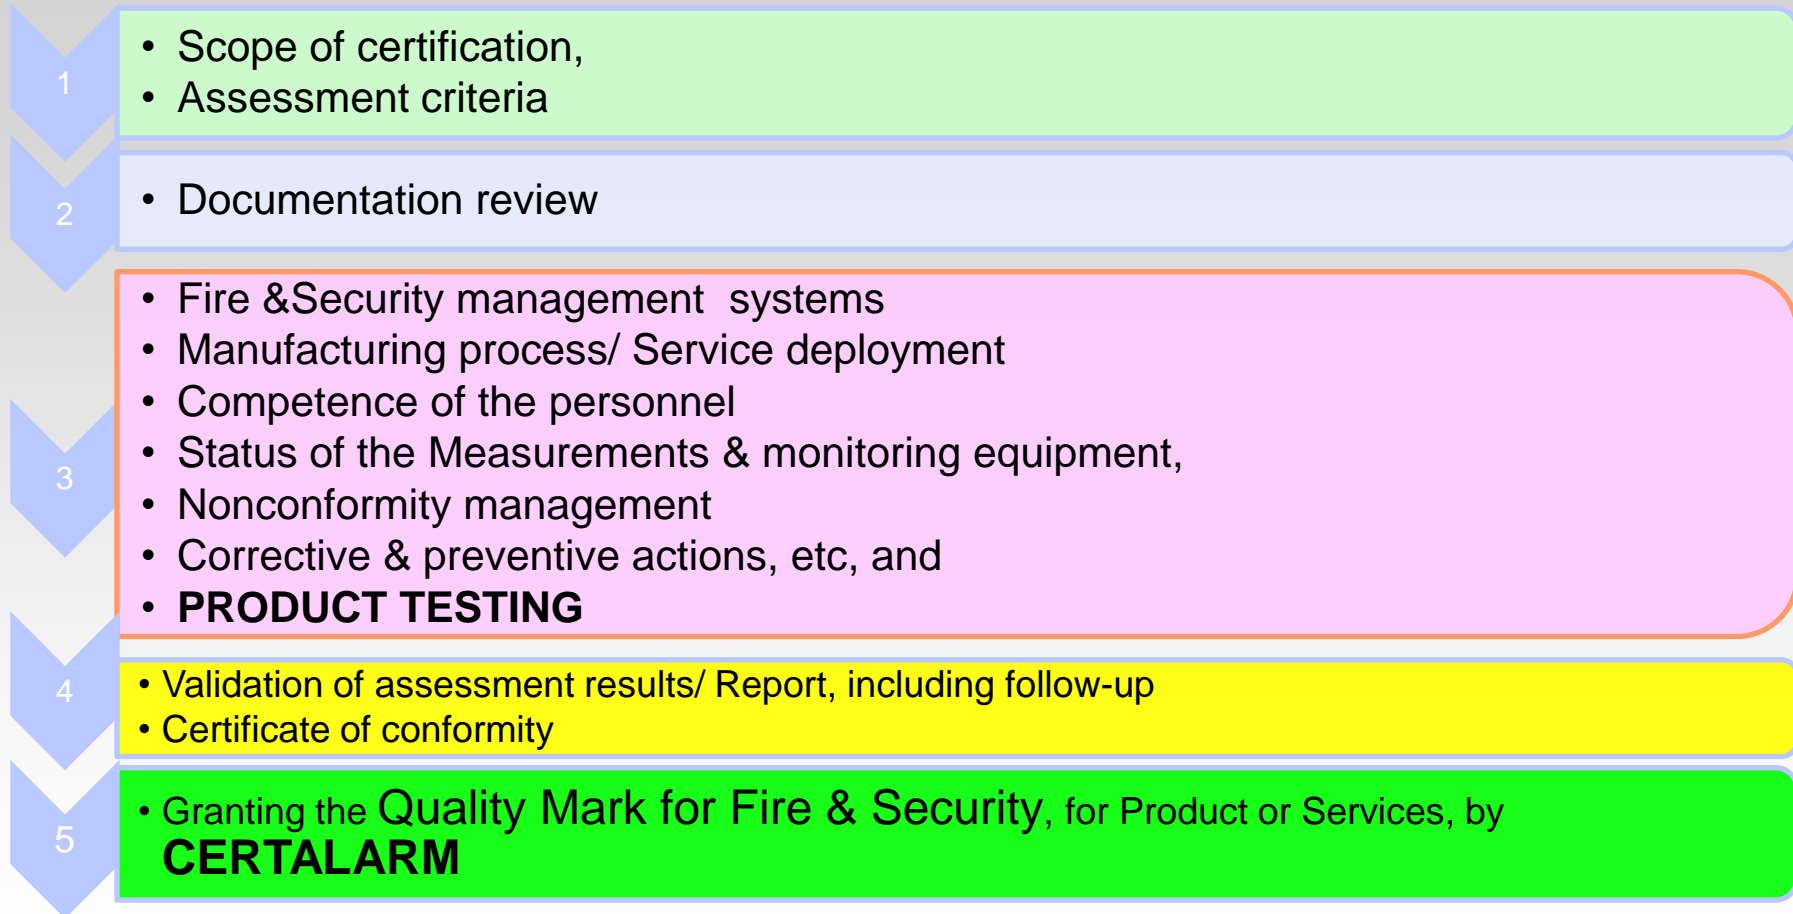 1
• Scope of certification,
• Assessment criteria
2
• Documentation review
3
• Fire &Security management  systems
• Manufacturing process/ Service deployment
• Competence of the personnel
• Status of the Measurements & monitoring equipment,
• Nonconformity management
• Corrective & preventive actions, etc, and
• PRODUCT TESTING
4
• Validation of assessment results/ Report, including follow-up
• Certificate of conformity
5
• Granting the Quality Mark for Fire & Security, for Product or Services, by
CERTALARM